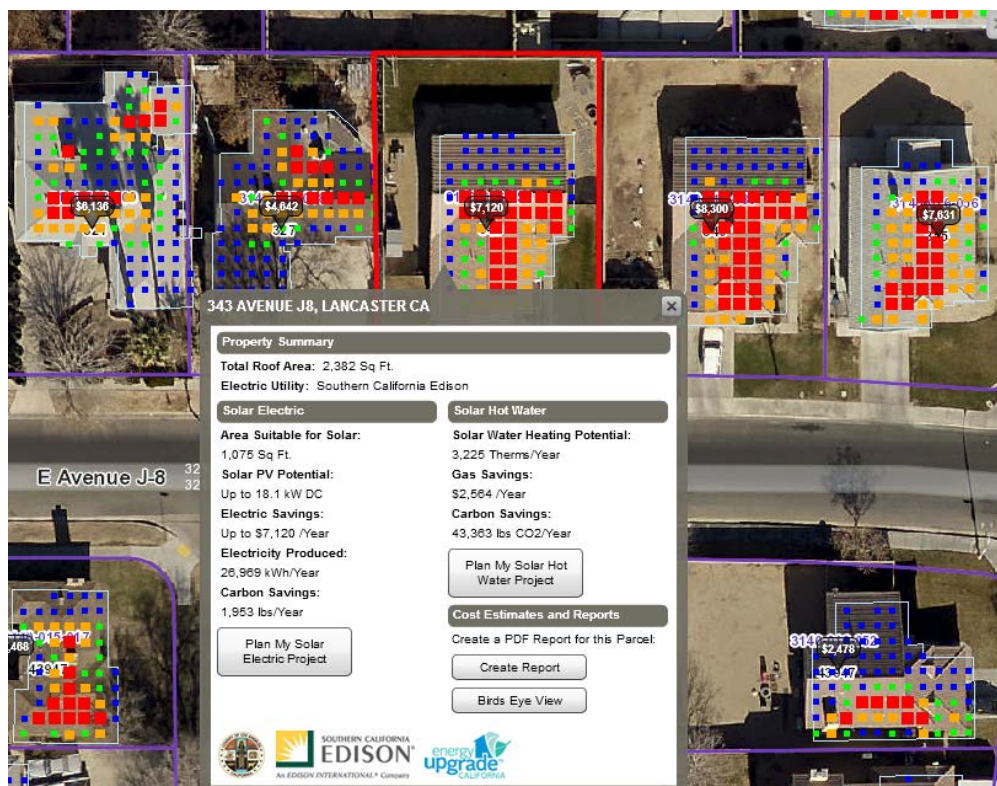 $6,136
$4,642
$7,120
$8,300
$7,631
327
343 AVENUE J8, LANCASTER CA
Property Summary
Total Roof Area: 2,382 Sq Ft.
Electric Utility: Southern California Edison
Solar Electric
Area Suitable for Solar:
1,075 Sq Ft.
Solar PV Potential:
Up to 18.1 kW DC
Electric Savings:
Up to $7,120 /Year
Electricity Produced:
26,969 kWh/Year
Carbon Savings:
1,953 lbs/Year
Plan My Solar
Electric Project
Solar Hot Water
Solar Water Heating Potential:
3,225 Therms/Year
Gas Savings:
$2,564 /Year
Carbon Savings:
43,363 lbs CO2/Year
Plan My Solar Hot
Water Project
Cost Estimates and Reports
Create a PDF Report for this Parcel:
Create Report
Birds Eye View
SOUTHERN CALIFORNIA
EDISON
An EDISON INTERNATIONAL® Company
energy
upgrade™
CALIFORNIA
E Avenue J-8
32
32
,468
43947
$2,478